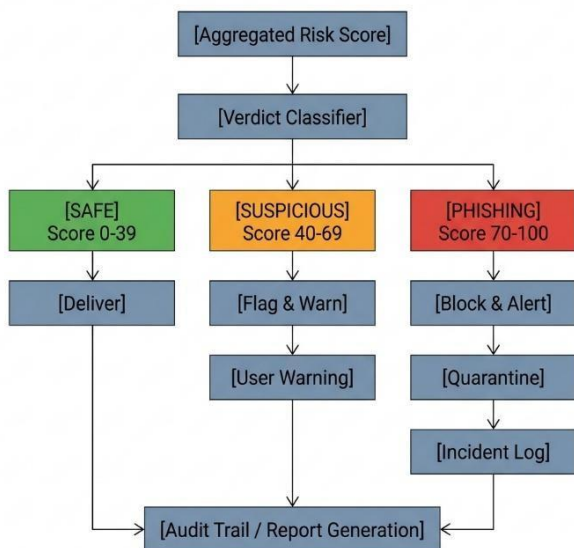 [Aggregated Risk Score]
[Verdict Classifier]
[SAFE]
Score 0-39
[SUSPICIOUS]
Score 40-69
[PHISHING]
Score 70-100
[Deliver]
[Flag & Warn]
[Block & Alert]
[User Warning]
[Quarantine]
[Incident Log]
[Audit Trail / Report Generation]